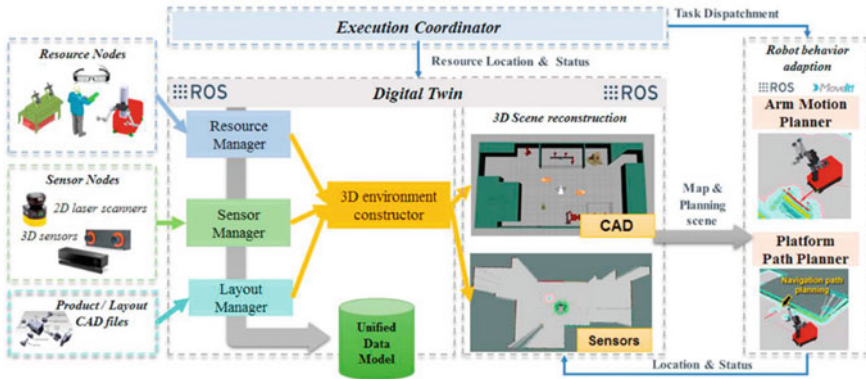 Execution Coordinator
Task Dispatchment
Resource Nodes
Resource Location & Status
Robot behavior
adaption
ROS
Digital Twin
ROS
ROS
MoveIt!
Resource
Manager
3D Scene reconstruction
Arm Motion
Planner
Sensor Nodes
2D laser scanners
3D sensors
Sensor
Manager
3D environment
constructor
CAD
Map &
Planning
scene
Platform
Path Planner
Product / Layout
CAD files
Layout
Manager
Unified
Data
Model
Sensors
Navigation path
planning
Location & Status